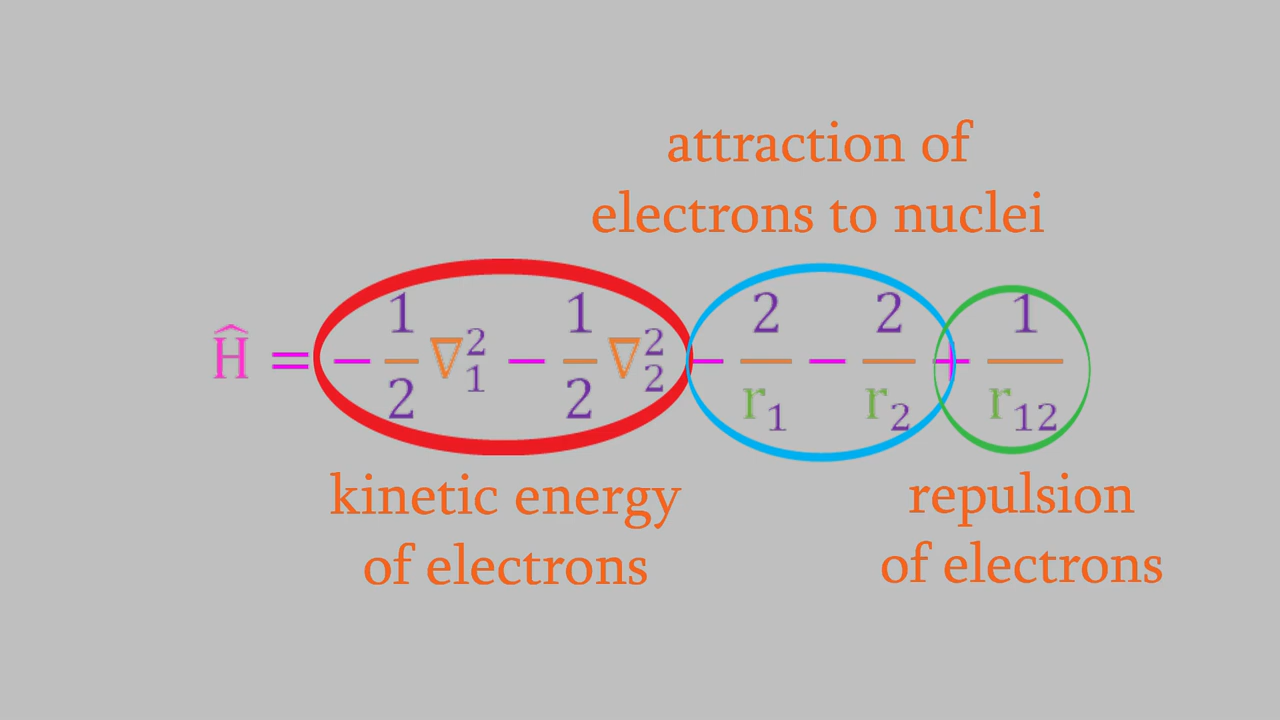 attraction of
electrons to nuclei
Ĥ = − 1/2 ∇₁² − 1/2 ∇₂² − 2/r₁ − 2/r₂ + 1/r₁₂
kinetic energy
of electrons
repulsion
of electrons